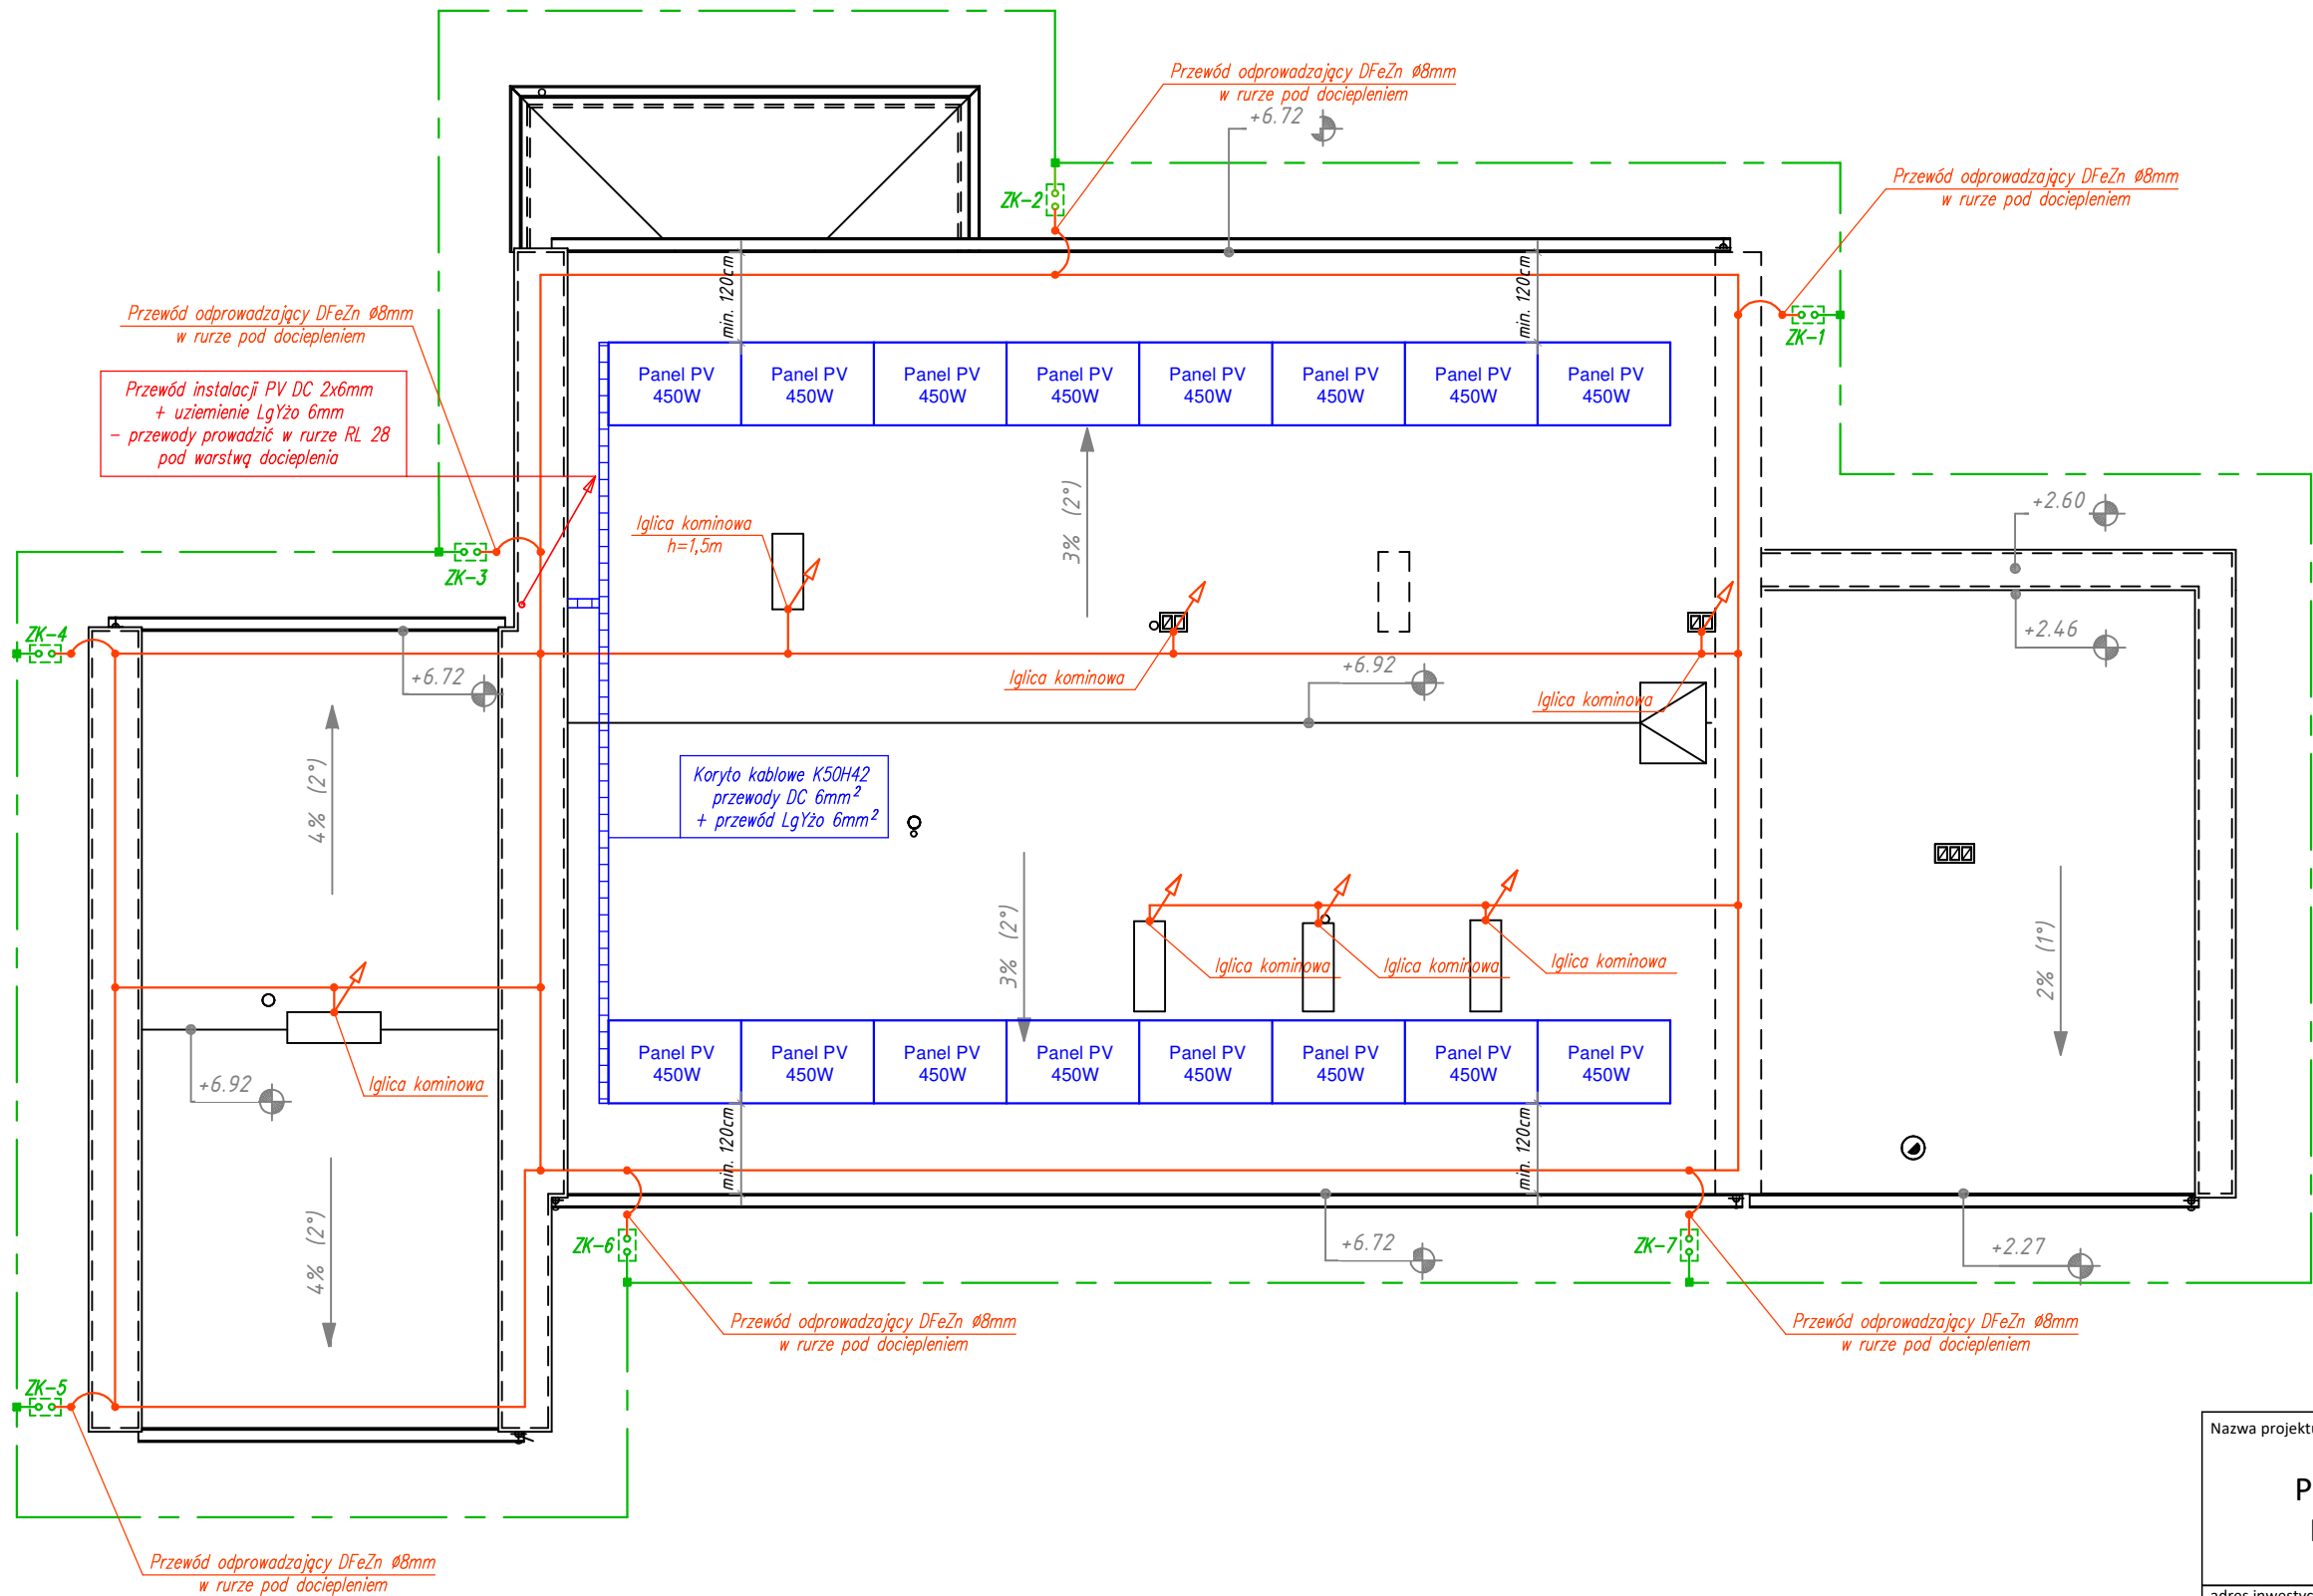 Przewód odprowadzający DFeZn Ø8mm
w rurze pod dociepleniem
+6.72
Przewód odprowadzający DFeZn Ø8mm
w rurze pod dociepleniem
ZK-2
Przewód odprowadzający DFeZn Ø8mm
w rurze pod dociepleniem
min. 120cm
min. 120cm
ZK-1
Przewód instalacji PV DC 2x6mm
+ uziemienie LgYżo 6mm
- przewody prowadzić w rurze RL 28
pod warstwą docieplenia
Panel PV
450W
Panel PV
450W
Panel PV
450W
Panel PV
450W
Panel PV
450W
Panel PV
450W
Panel PV
450W
Panel PV
450W
3% (2°)
+2.60
Iglica kominowa
h=1,5m
ZK-3
ZK-4
+2.46
+6.72
Iglica kominowa
+6.92
Iglica kominowa
4% (2°)
Koryto kablowe K50H42
przewody DC 6mm²
+ przewód LgYżo 6mm²
3% (2°)
2% (1°)
Iglica kominowa
Iglica kominowa
Iglica kominowa
+6.92
Iglica kominowa
Panel PV
450W
Panel PV
450W
Panel PV
450W
Panel PV
450W
Panel PV
450W
Panel PV
450W
Panel PV
450W
Panel PV
450W
min. 120cm
min. 120cm
4% (2°)
ZK-6
+6.72
ZK-7
+2.27
Przewód odprowadzający DFeZn Ø8mm
w rurze pod dociepleniem
Przewód odprowadzający DFeZn Ø8mm
w rurze pod dociepleniem
ZK-5
Nazwa projektu
P
Przewód odprowadzający DFeZn Ø8mm
w rurze pod dociepleniem